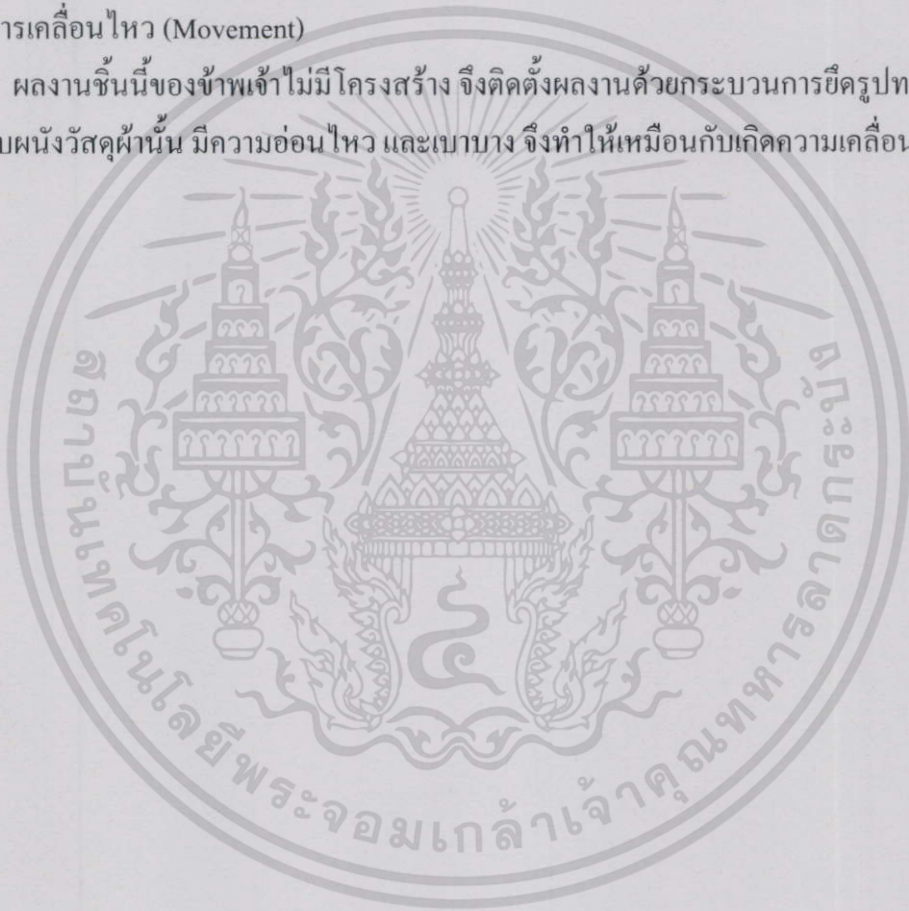 ารเคลื่อนไหว (Movement)
ผลงานชิ้นนี้ของข้าพเจ้าไม่มีโครงสร้าง จึงติดตั้งผลงานด้วยกระบวนการยึดรูปท
บผนังวัสดุผ้านั้น มีความอ่อนไหว และเบาบาง จึงทำให้เหมือนกับเกิดความเคลื่อน
๔
สถาบันเทคโนโลยีพระจอมเกล้าเจ้าคุณทหารลาดกระบัง